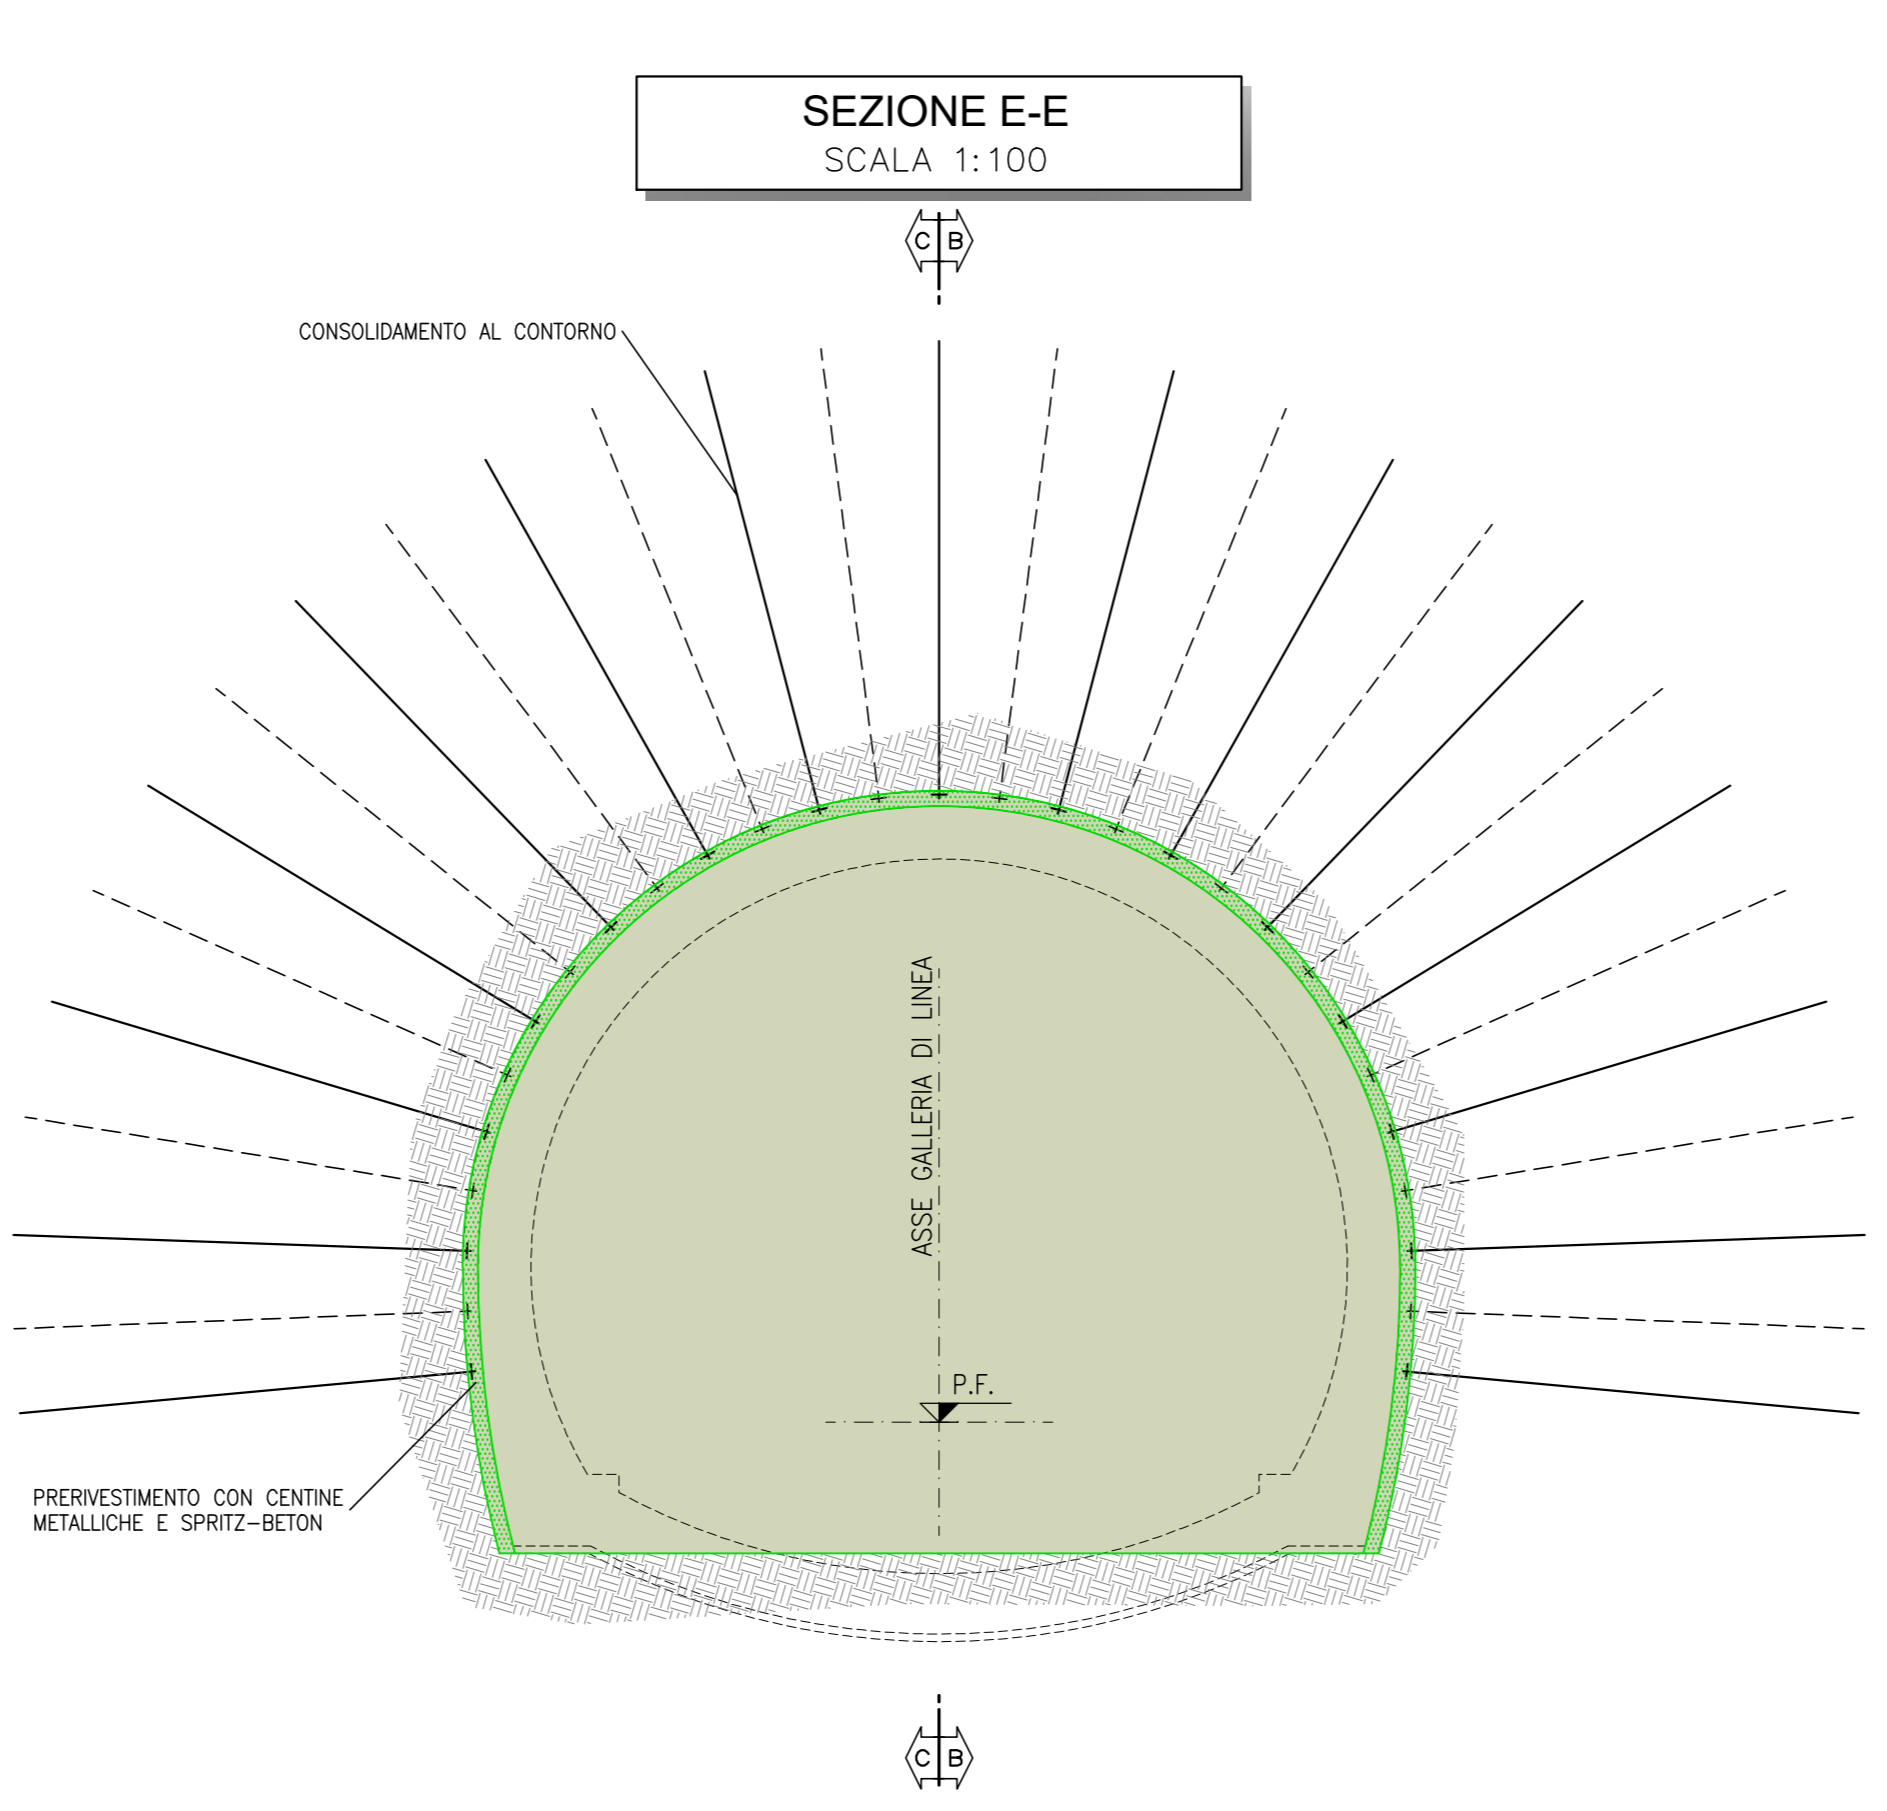 SEZIONE E-E
SCALA 1:100
C B
CONSOLIDAMENTO AL CONTORNO
ASSE GALLERIA DI LINEA
P.F.
PRERIVESTIMENTO CON CENTINE
METALLICHE E SPRITZ-BETON
C B